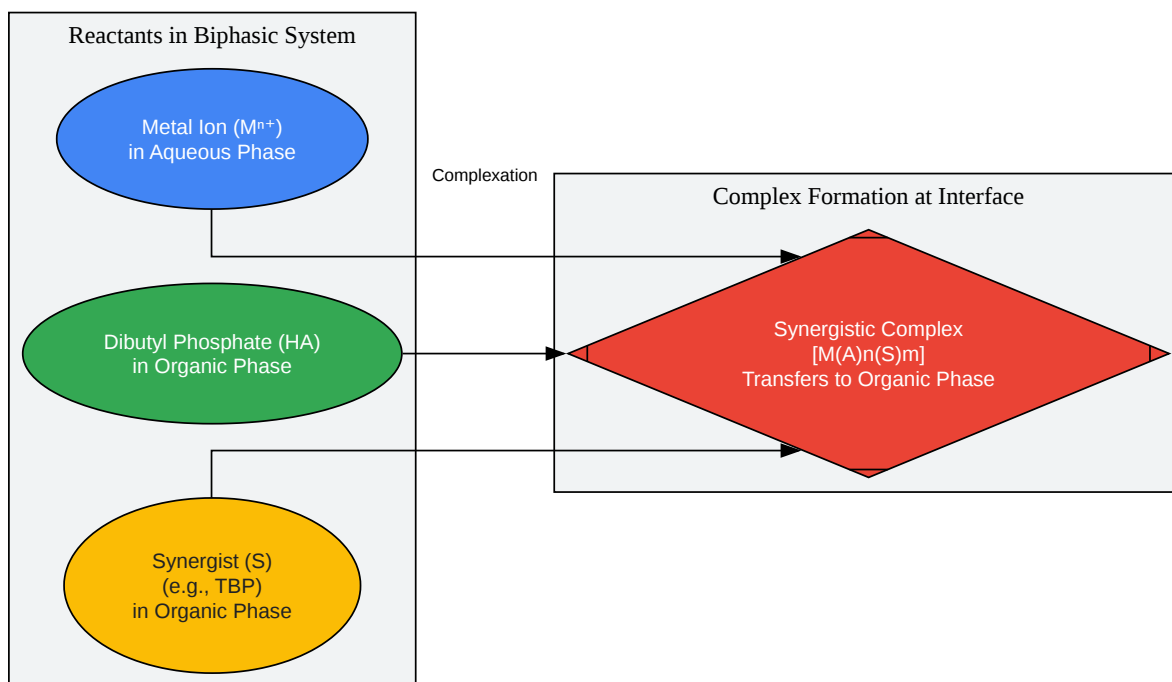 Reactants in Biphasic System
Metal Ion (Mⁿ⁺)
in Aqueous Phase
Complexation
Complex Formation at Interface
Dibutyl Phosphate (HA)
in Organic Phase
Synergistic Complex
[M(A)n(S)m]
Transfers to Organic Phase
Synergist (S)
(e.g., TBP)
in Organic Phase